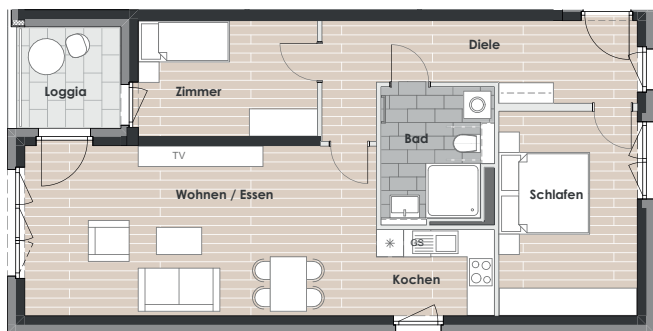 Diele
Loggia
Zimmer
Bad
TV
Wohnen / Essen
Schlafen
GS
Kochen